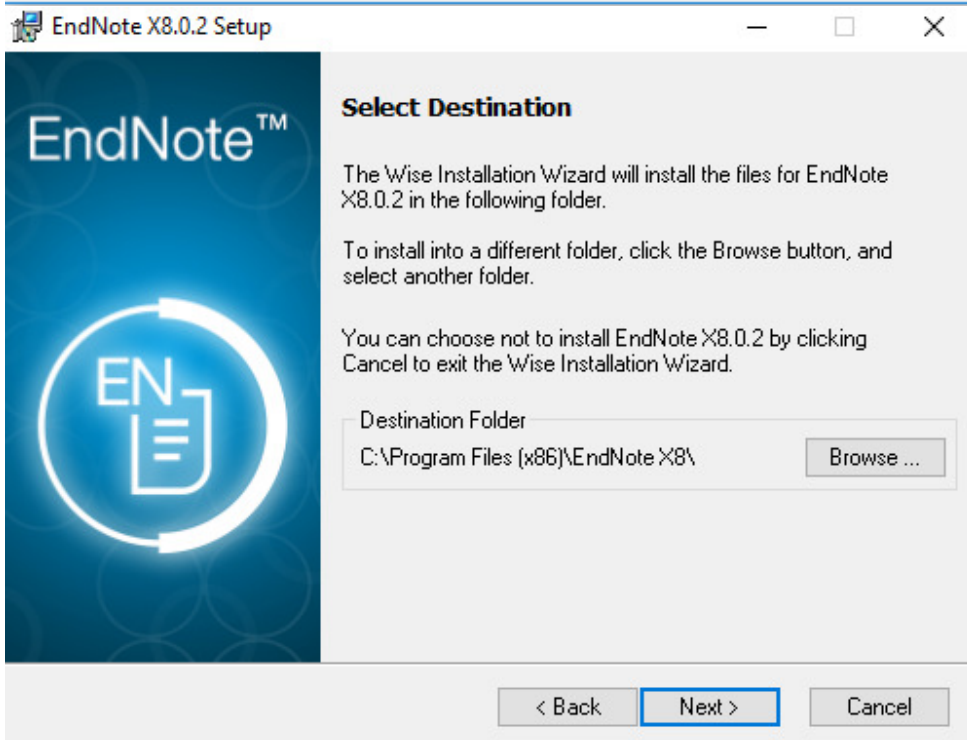 EndNote X8.0.2 Setup
EndNote™
EN
Select Destination
The Wise Installation Wizard will install the files for EndNote
X8.0.2 in the following folder.
To install into a different folder, click the Browse button, and
select another folder.
You can choose not to install EndNote X8.0.2 by clicking
Cancel to exit the Wise Installation Wizard.
Destination Folder
C:\Program Files (x86)\EndNote X8\
Browse ...
< Back
Next >
Cancel